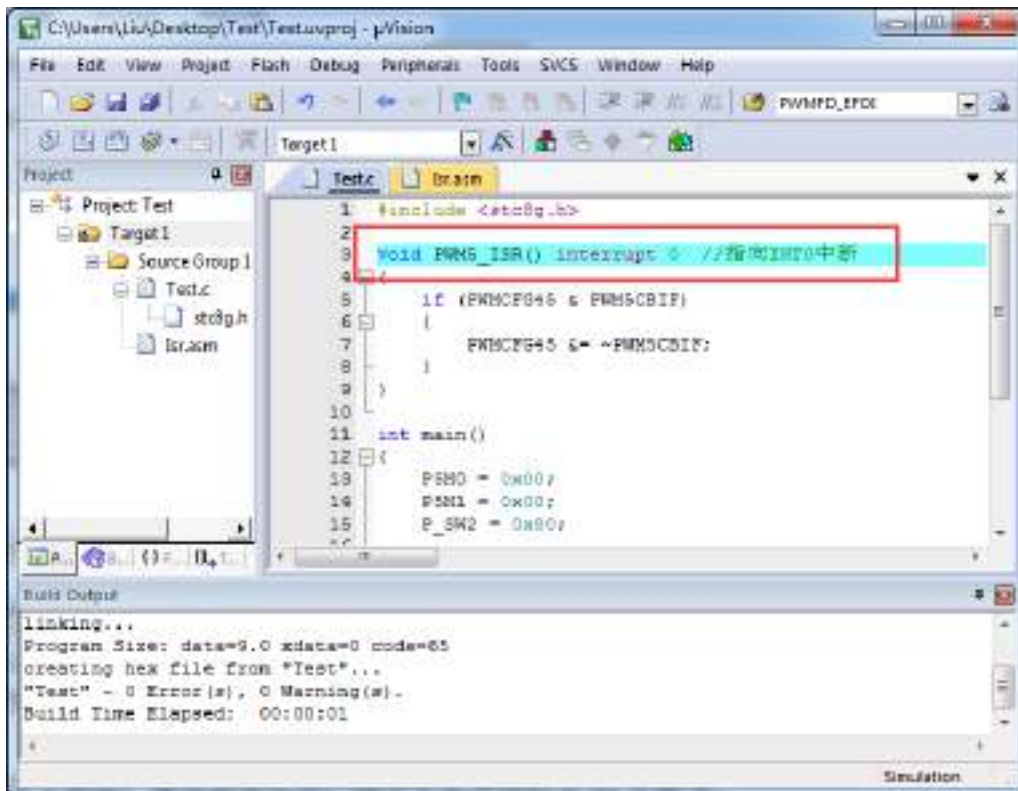 C:\Users\Liu\Desktop\Test\Test.uvproj - µVision
File Edit View Project Flash Debug Peripherals Tools SVCS Window Help
PWMFD_EFOI
Target 1
Project
Test.c Isr.asm
Project: Test
Target 1
Source Group 1
Test.c
stc8g.h
Isr.asm
1 #include <stc8g.h>
2
3 void PWM5_ISR() interrupt 0 //指向INT0中断
4 {
5 if (PWMCFG45 & PWM5CBIF)
6 {
7 PWMCFG45 &= ~PWM5CBIF;
8 }
9 }
10
11 int main()
12 {
13 P5M0 = 0x00;
14 P5M1 = 0x00;
15 P_SW2 = 0x80;
Build Output
linking...
Program Size: data=9.0 xdata=0 code=65
creating hex file from "Test"...
"Test" - 0 Error(s), 0 Warning(s).
Build Time Elapsed: 00:00:01
Simulation